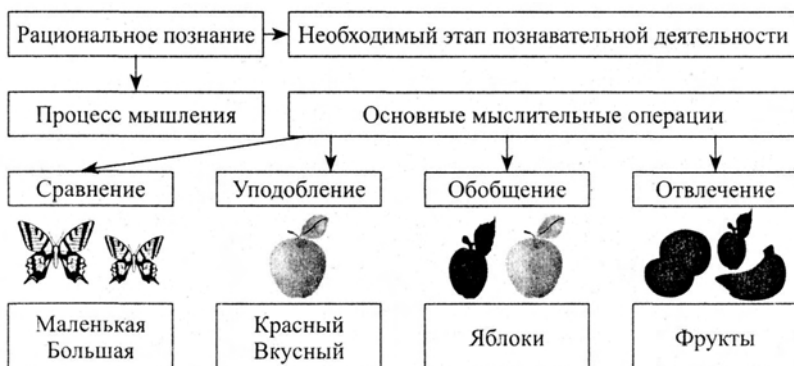 Рациональное познание
Необходимый этап познавательной деятельности
Процесс мышления
Основные мыслительные операции
Сравнение
Уподобление
Обобщение
Отвлечение
Маленькая
Большая
Красный
Вкусный
Яблоки
Фрукты